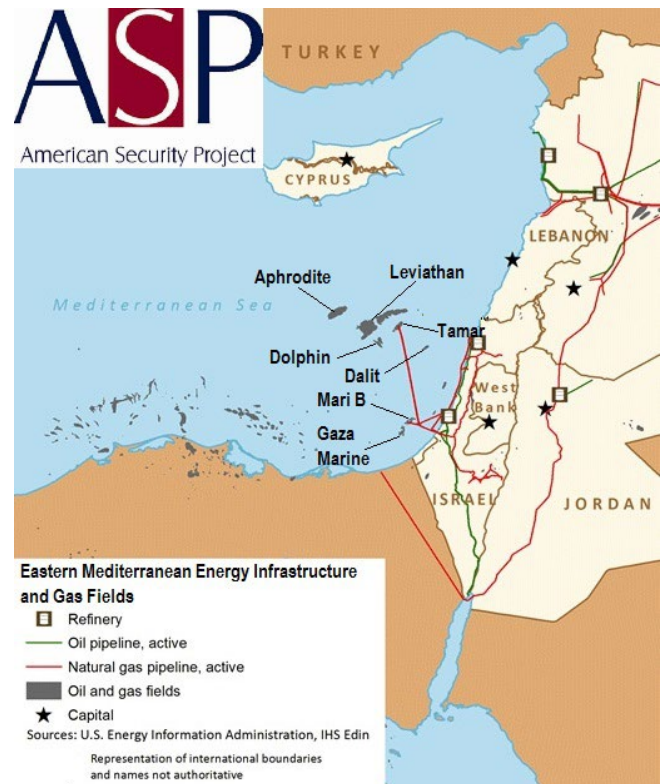 ASP
American Security Project
TURKEY
CYPRUS
LEBANON
Aphrodite
Leviathan
Mediterranean Sea
Tamar
Dolphin
Dalit
Mari B
West
Bank
Gaza
Marine
ISRAEL
JORDAN
Eastern Mediterranean Energy Infrastructure
and Gas Fields
Refinery
Oil pipeline, active
Natural gas pipeline, active
Oil and gas fields
Capital
Sources: U.S. Energy Information Administration, IHS Edin
Representation of international boundaries
and names not authoritative